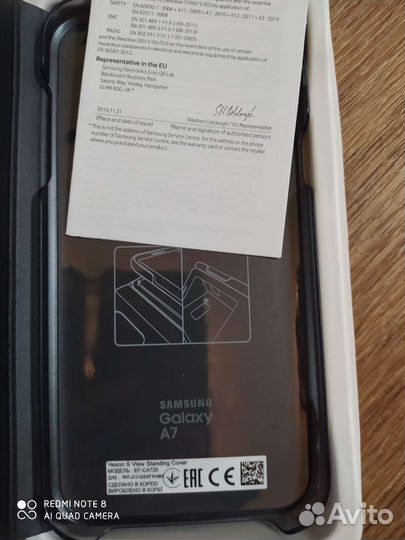 SAFETY EN 60950-1 : 2006 + A11 : 2009 + A1 : 2010 + A12 : 2011 + A2 : 2013
EN 62311 : 2008
EMC EN 301 489-1 V1.9.2 (09-2011)
EN 301 489-3 V1.6.1 (08-2013)
RADIO EN 302 291-2 V1.1.1 (07-2005)
and the Directive (2011/65/EU) on the restriction of the use of certain
hazardous substances in electrical and electronic equipment by application of
EN 50581:2012
Representative in the EU
Samsung Electronics Euro QA Lab.
Blackbushe Business Park
Saxony Way, Yateley, Hampshire
GU46 6GG, UK *
2016.11.21
Stephen Colclough / EU Representative
(Place and date of issue) (Name and signature of authorised person)
* This is not the address of Samsung Service Centre. For the address or the phone
number of Samsung Service Centre, see the warranty card or contact the retailer
where you purchased your product.
SAMSUNG
Galaxy
A7
Чехол S View Standing Cover
МОДЕЛЬ : EF-CA720
S/N :
СДЕЛАНО В КОРЕЕ/
ВИРОБЛЕНО В КОРЕЇ
EAC CE
REDMI NOTE 8
AI QUAD CAMERA
Avito